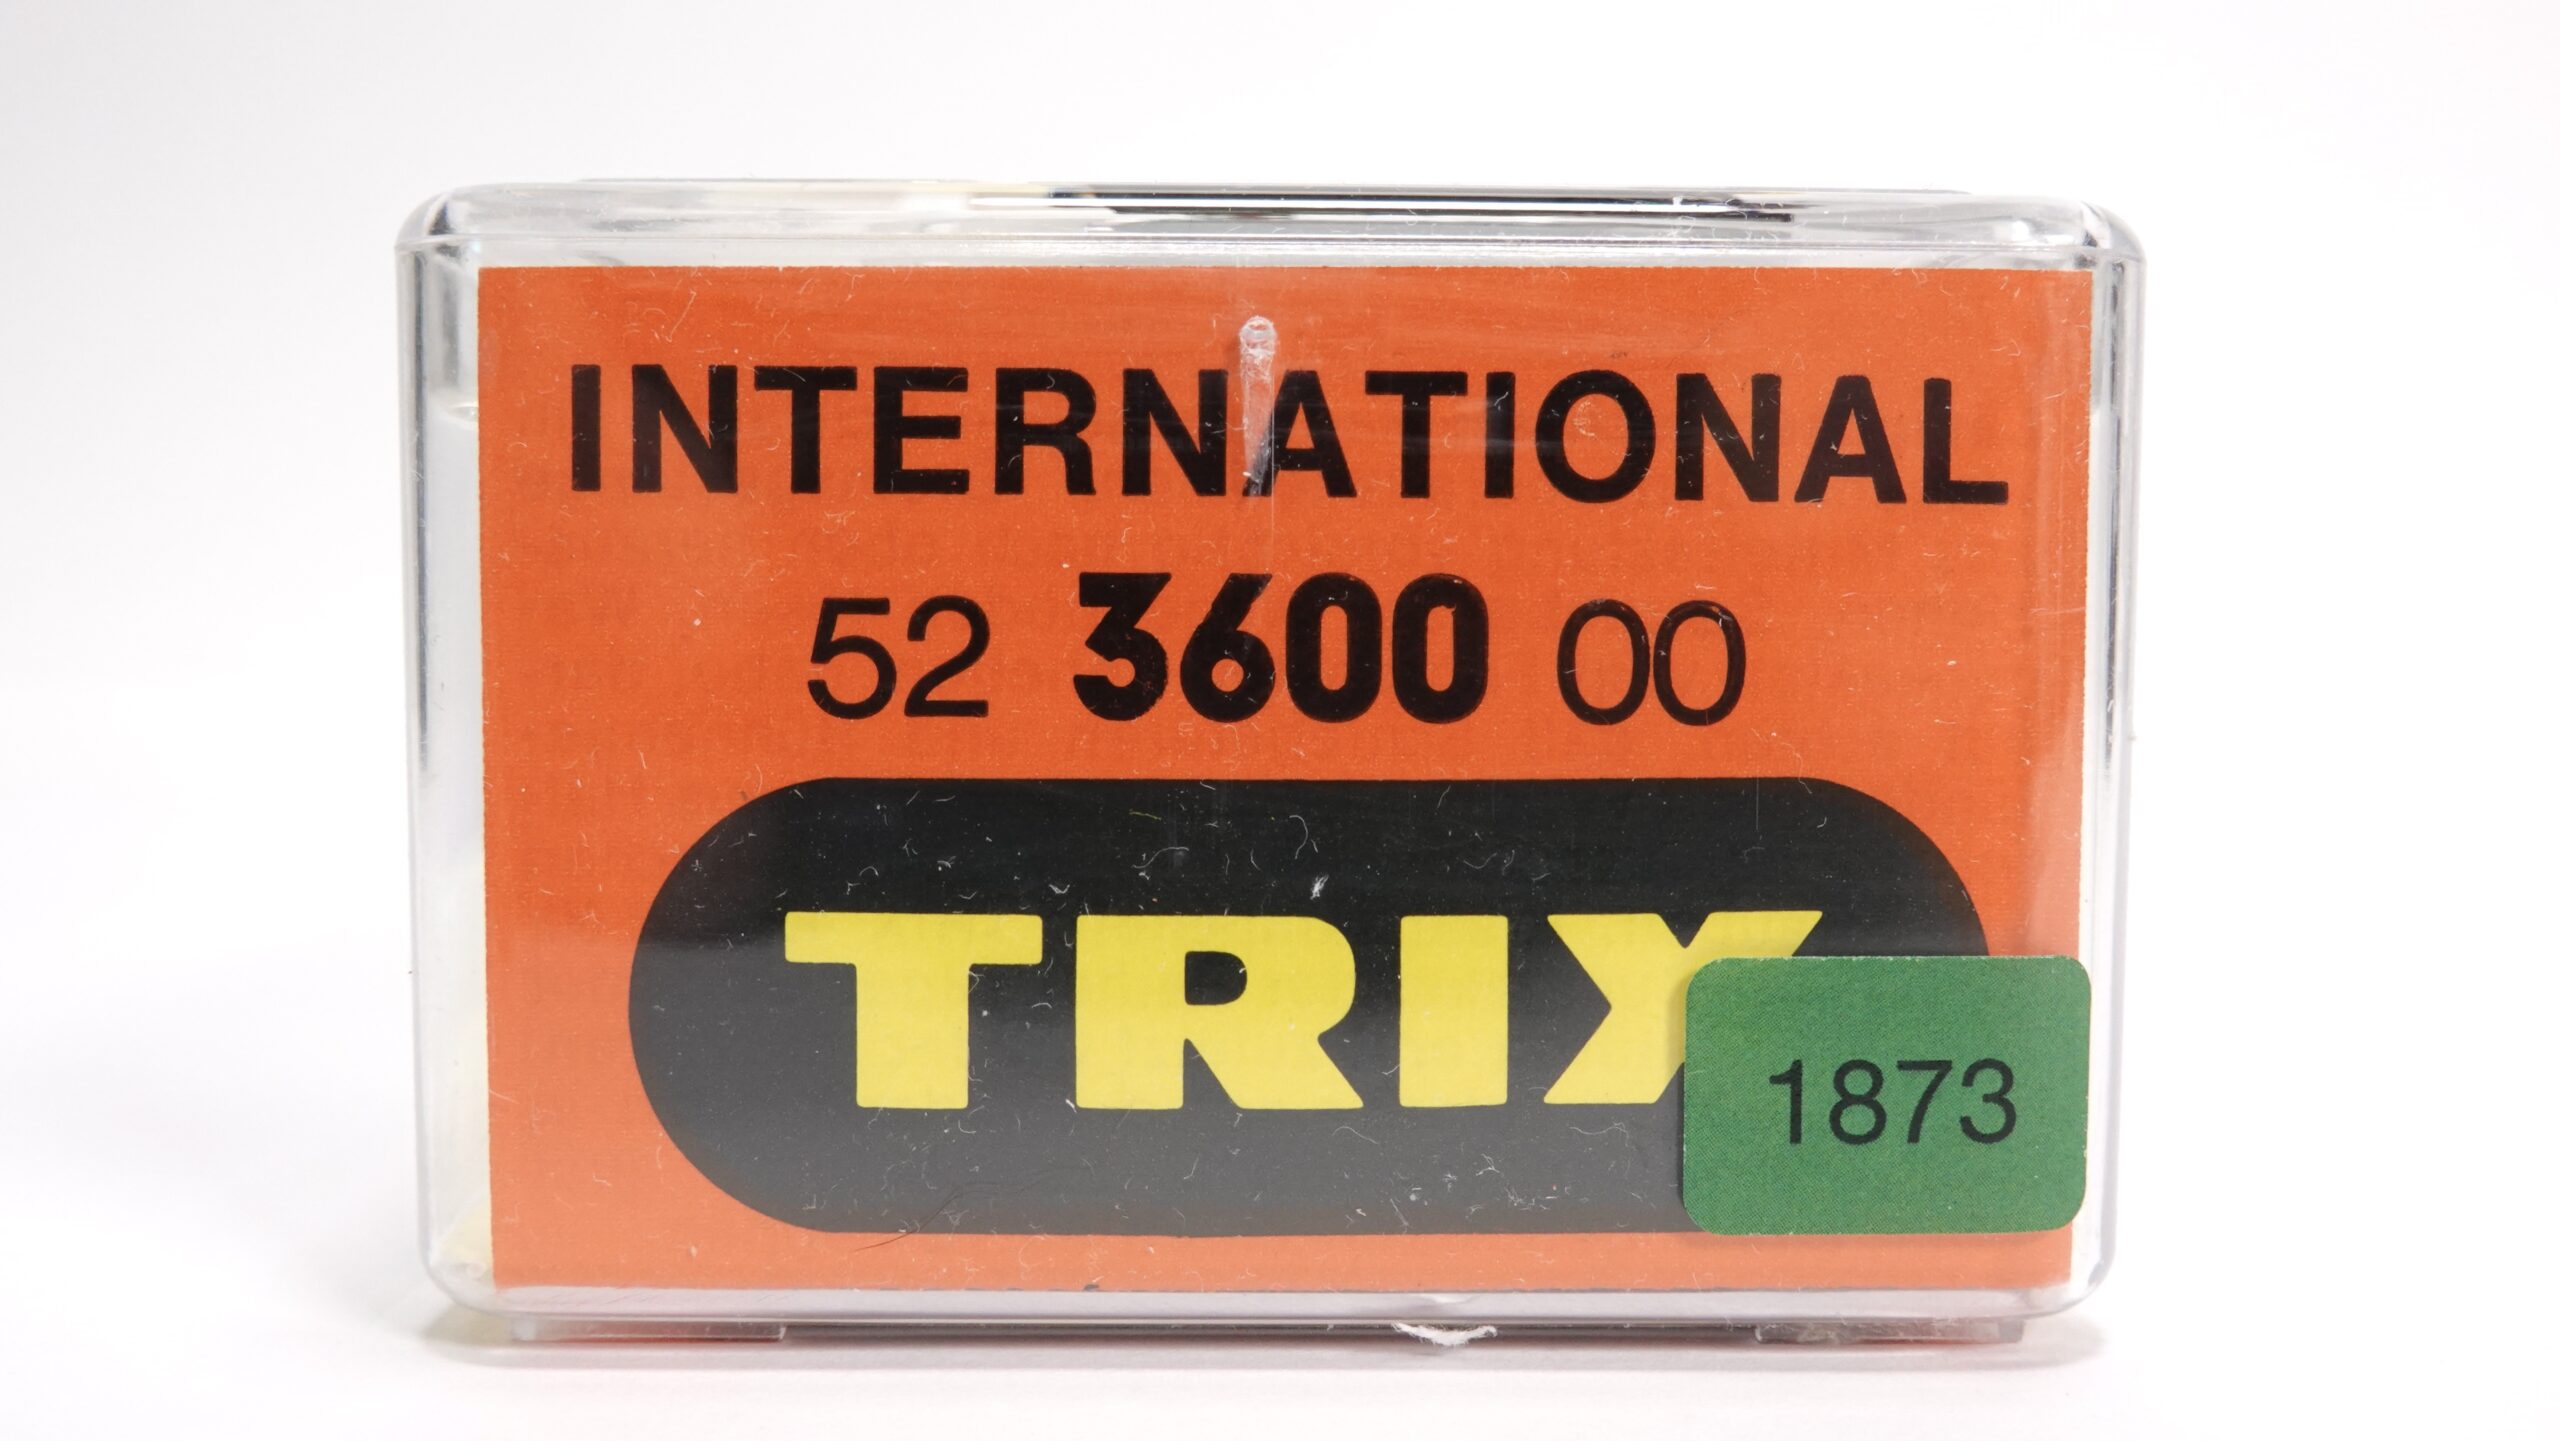 INTERNATIONAL
52 3600 00
TRIX
1873